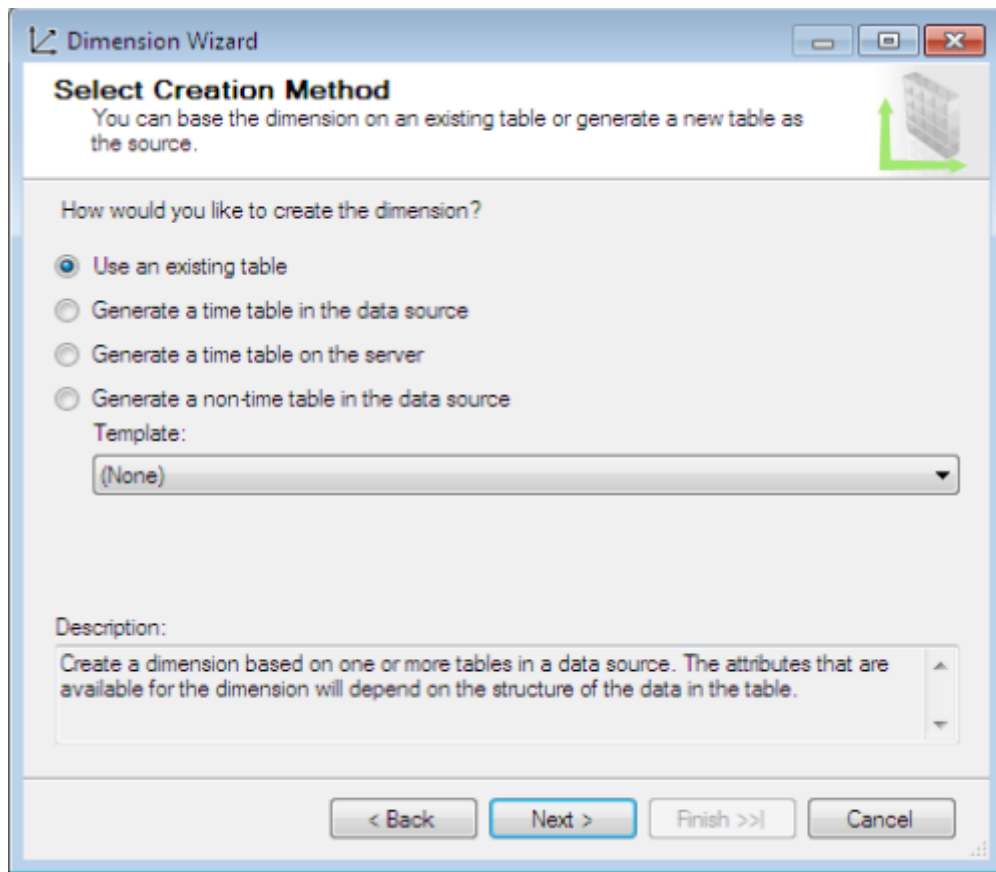 Dimension Wizard
Select Creation Method
You can base the dimension on an existing table or generate a new table as
the source.
How would you like to create the dimension?
Use an existing table
Generate a time table in the data source
Generate a time table on the server
Generate a non-time table in the data source
Template:
(None)
Description:
Create a dimension based on one or more tables in a data source. The attributes that are
available for the dimension will depend on the structure of the data in the table.
< Back Next > Finish >>| Cancel